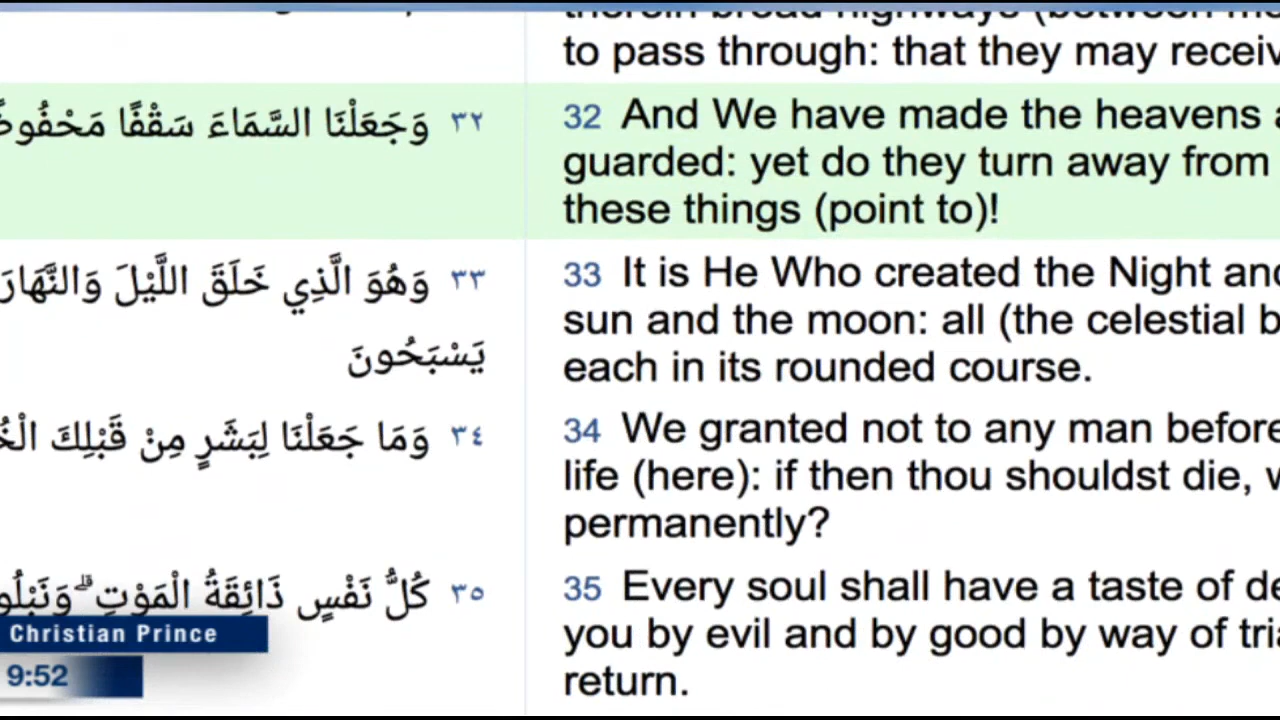 to pass through: that they may
٣٢ وَجَعَلْنَا السَّمَاءَ سَقْفًا
32 And We have made the heavens
guarded: yet do they turn away from
these things (point to)!
٣٣ وَهُوَ الَّذِي خَلَقَ اللَّيْلَ وَالنَّهَارَ
يَسْبَحُونَ
33 It is He Who created the Night
sun and the moon: all (the celestial
each in its rounded course.
٣٤ وَمَا جَعَلْنَا لِبَشَرٍ مِنْ قَبْلِكَ
34 We granted not to any man before
life (here): if then thou shouldst die,
permanently?
٣٥ كُلُّ نَفْسٍ ذَائِقَةُ الْمَوْتِ ۗ
35 Every soul shall have a taste of
you by evil and by good by way of
return.
Christian Prince
9:52